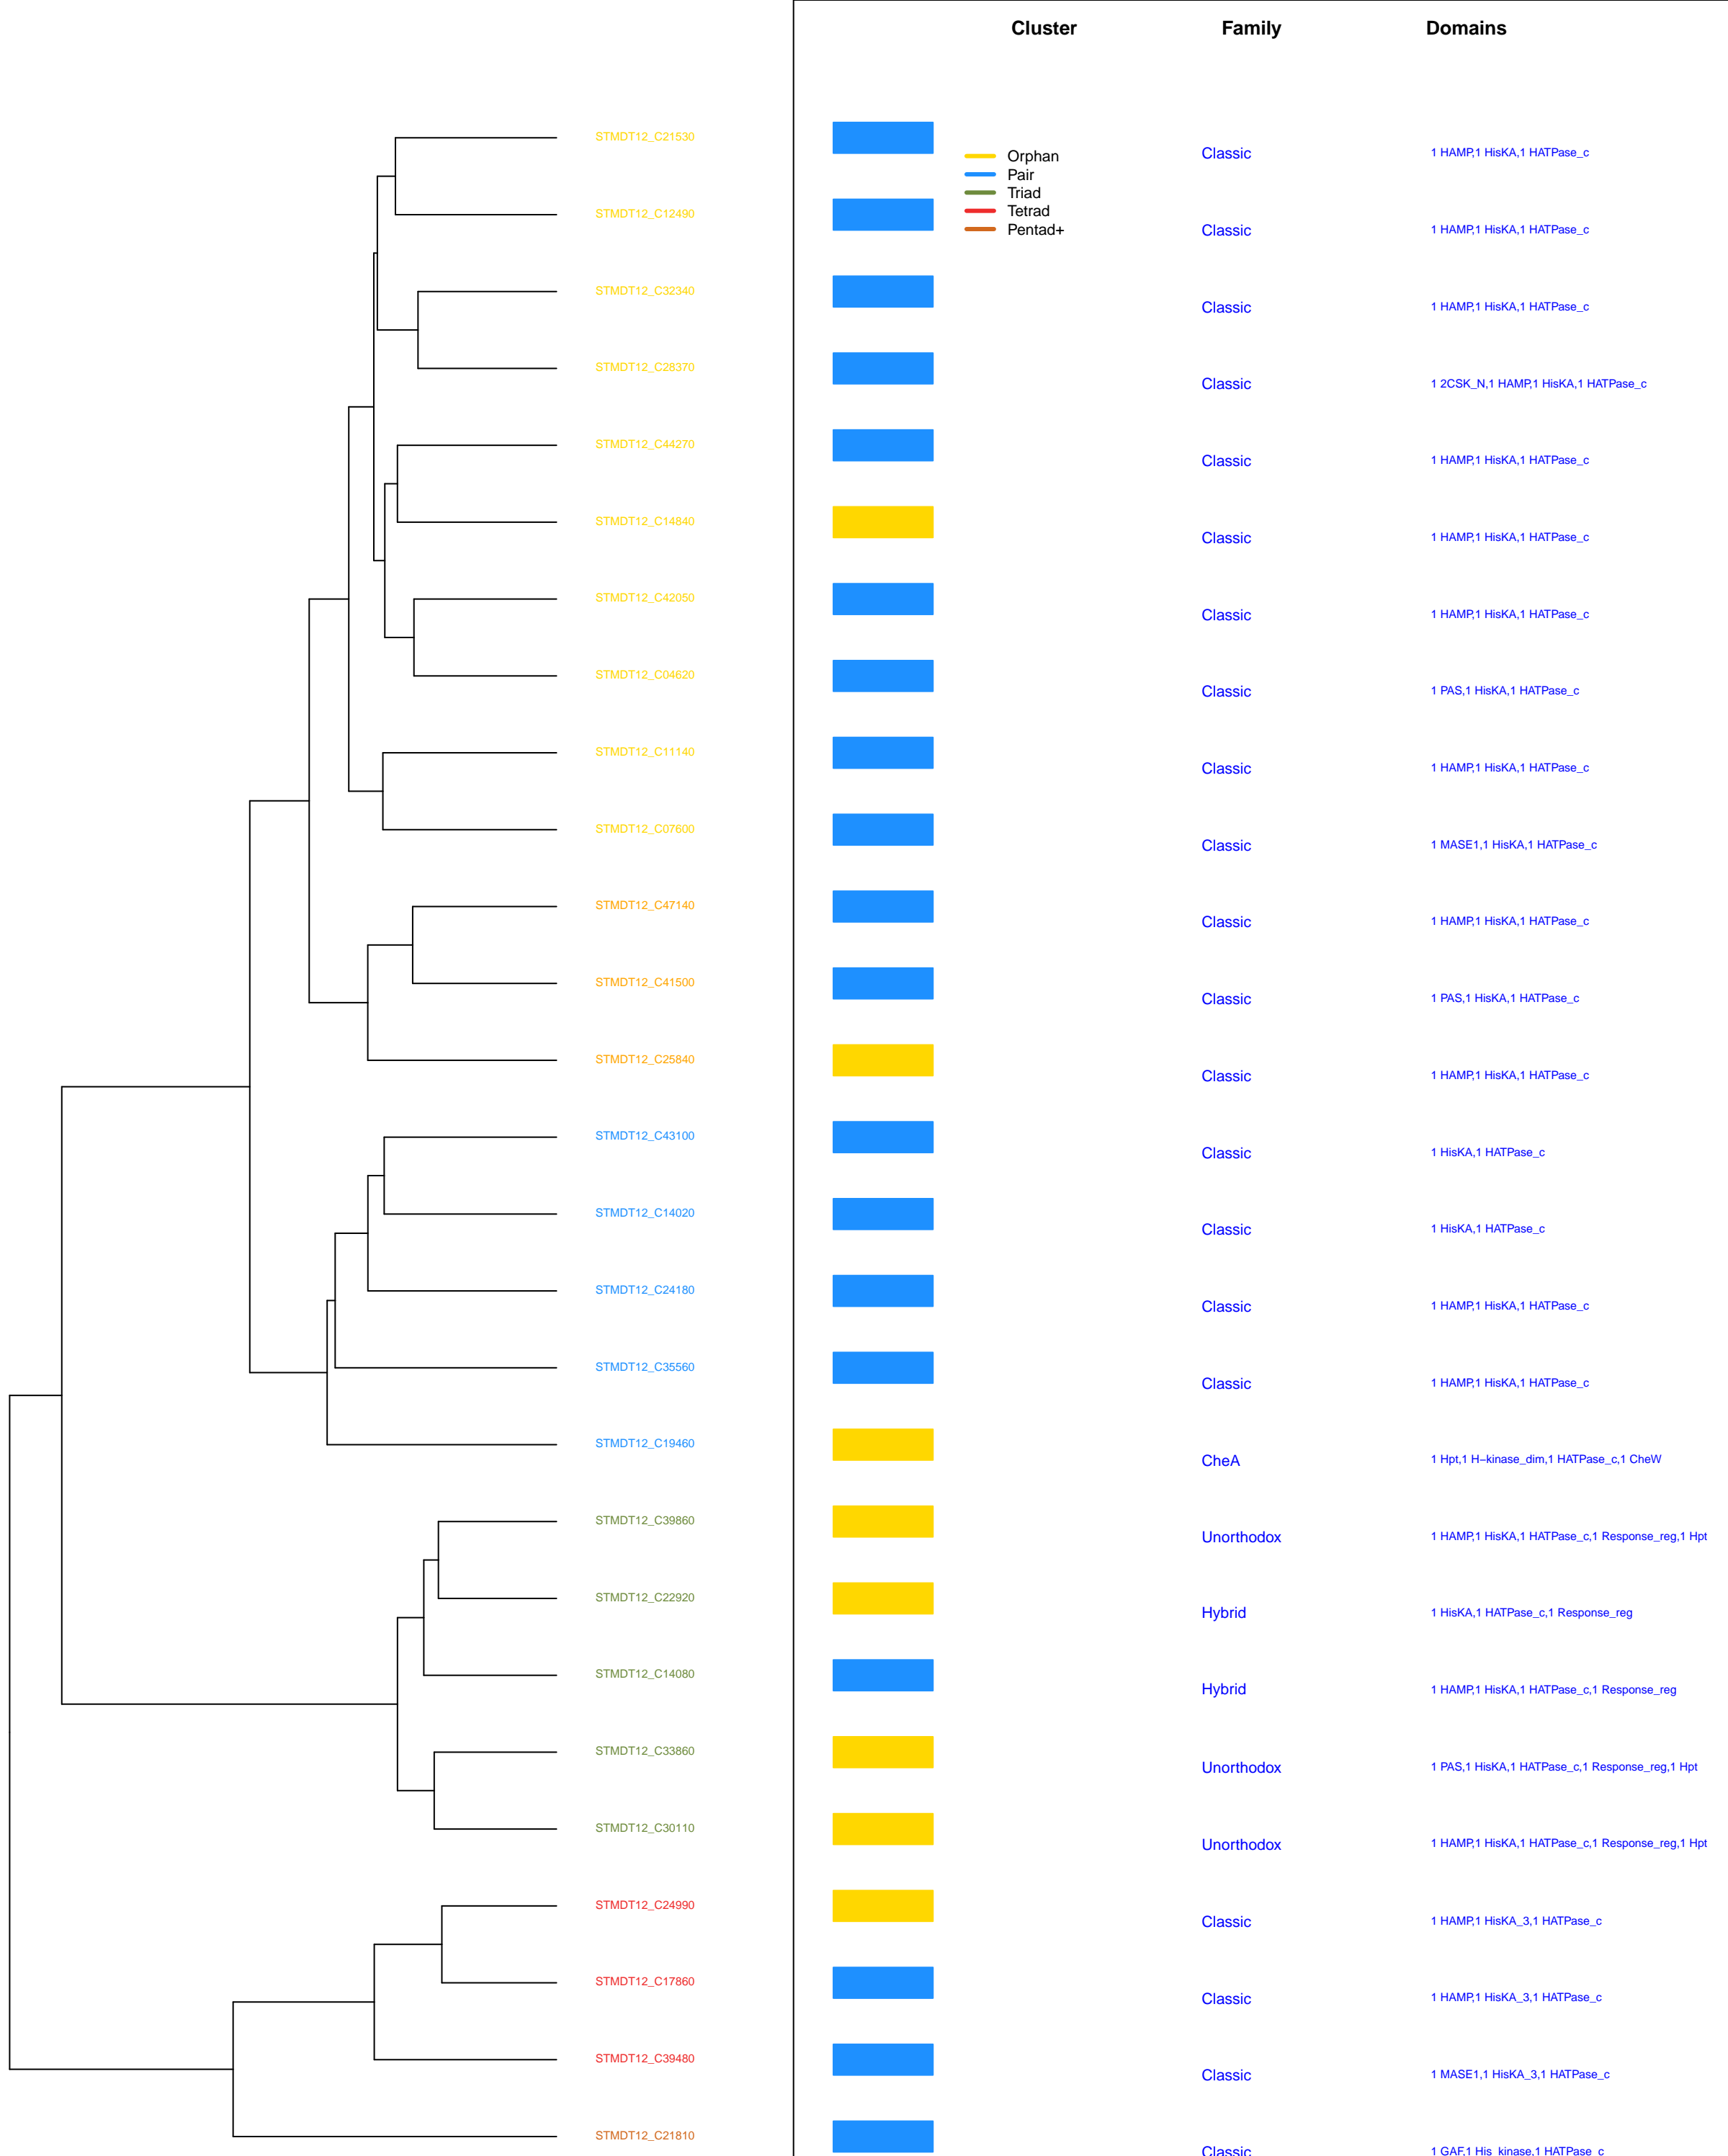 Cluster Family Domains
STMDT12_C21530 Classic 1 HAMP,1 HisKA,1 HATPase_c
Orphan
Pair
Triad
Tetrad
Pentad+
STMDT12_C12490 Classic 1 HAMP,1 HisKA,1 HATPase_c
STMDT12_C32340 Classic 1 HAMP,1 HisKA,1 HATPase_c
STMDT12_C28370 Classic 1 2CSK_N,1 HAMP,1 HisKA,1 HATPase_c
STMDT12_C44270 Classic 1 HAMP,1 HisKA,1 HATPase_c
STMDT12_C14840 Classic 1 HAMP,1 HisKA,1 HATPase_c
STMDT12_C42050 Classic 1 HAMP,1 HisKA,1 HATPase_c
STMDT12_C04620 Classic 1 PAS,1 HisKA,1 HATPase_c
STMDT12_C11140 Classic 1 HAMP,1 HisKA,1 HATPase_c
STMDT12_C07600 Classic 1 MASE1,1 HisKA,1 HATPase_c
STMDT12_C47140 Classic 1 HAMP,1 HisKA,1 HATPase_c
STMDT12_C41500 Classic 1 PAS,1 HisKA,1 HATPase_c
STMDT12_C25840 Classic 1 HAMP,1 HisKA,1 HATPase_c
STMDT12_C43100 Classic 1 HisKA,1 HATPase_c
STMDT12_C14020 Classic 1 HisKA,1 HATPase_c
STMDT12_C24180 Classic 1 HAMP,1 HisKA,1 HATPase_c
STMDT12_C35560 Classic 1 HAMP,1 HisKA,1 HATPase_c
STMDT12_C19460 CheA 1 Hpt,1 H−kinase_dim,1 HATPase_c,1 CheW
STMDT12_C39860 Unorthodox 1 HAMP,1 HisKA,1 HATPase_c,1 Response_reg,1 Hpt
STMDT12_C22920 Hybrid 1 HisKA,1 HATPase_c,1 Response_reg
STMDT12_C14080 Hybrid 1 HAMP,1 HisKA,1 HATPase_c,1 Response_reg
STMDT12_C33860 Unorthodox 1 PAS,1 HisKA,1 HATPase_c,1 Response_reg,1 Hpt
STMDT12_C30110 Unorthodox 1 HAMP,1 HisKA,1 HATPase_c,1 Response_reg,1 Hpt
STMDT12_C24990 Classic 1 HAMP,1 HisKA_3,1 HATPase_c
STMDT12_C17860 Classic 1 HAMP,1 HisKA_3,1 HATPase_c
STMDT12_C39480 Classic 1 MASE1,1 HisKA_3,1 HATPase_c
STMDT12_C21810 Classic 1 GAF,1 His_kinase,1 HATPase_c